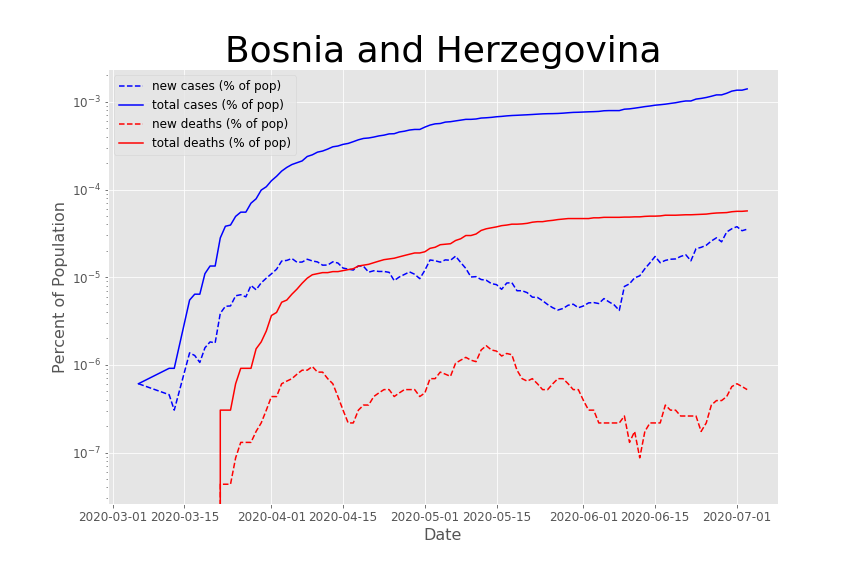 Bosnia and Herzegovina
new cases (% of pop)
total cases (% of pop)
new deaths (% of pop)
total deaths (% of pop)
10⁻³
10⁻⁴
10⁻⁵
10⁻⁶
10⁻⁷
Percent of Population
2020-03-01 2020-03-15 2020-04-01 2020-04-15 2020-05-01 2020-05-15 2020-06-01 2020-06-15 2020-07-01
Date